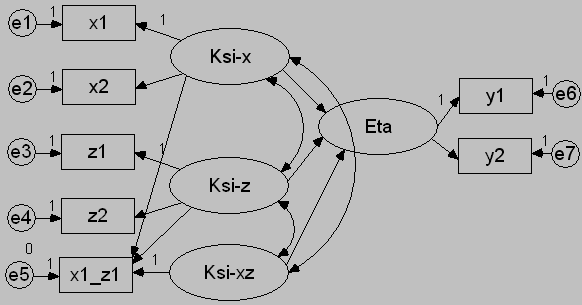 e1 1 x1 1
Ksi-x
e2 1 x2
y1 1 e6
1
Eta
e3 1 z1 1
y2 1 e7
Ksi-z
e4 1 z2
0
e5 1 x1_z1 1 Ksi-xz